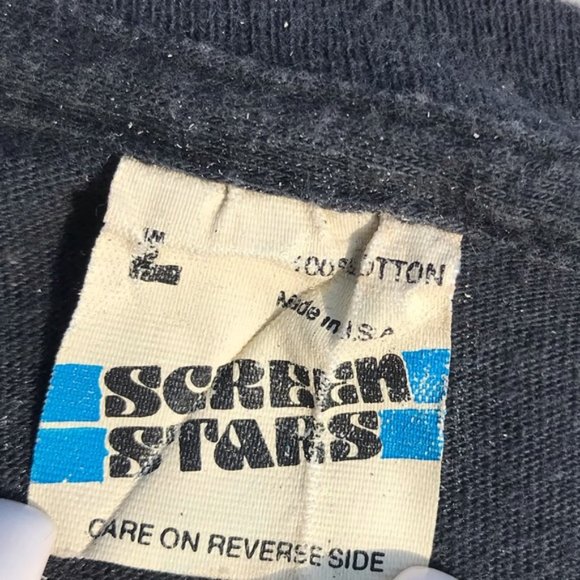 L 100% COTTON
Made in U.S.A.
SCREEN
STARS
CARE ON REVERSE SIDE